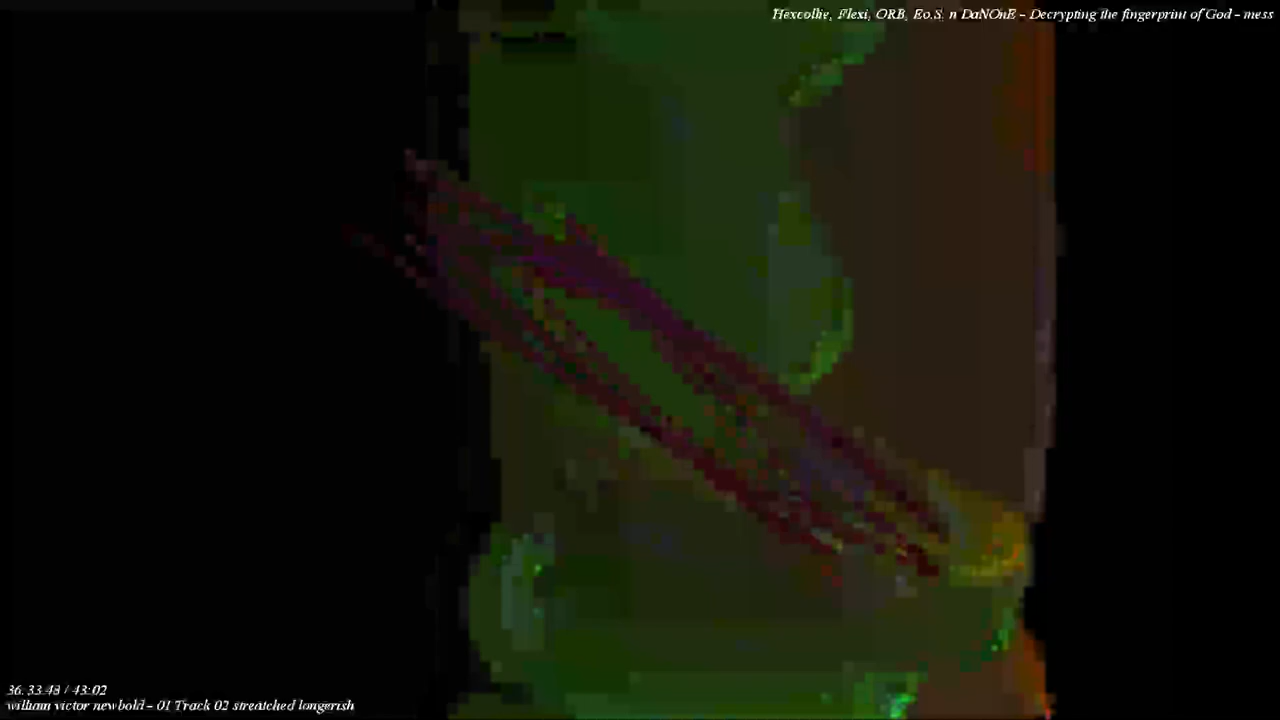 Hexcollie, Flexi, ORB, Eo.S. n DaNOnE - Decrypting the fingerprint of God - mess
36:33.48 / 43:02
william victor newbold - 01 Track 02 streatched longerish